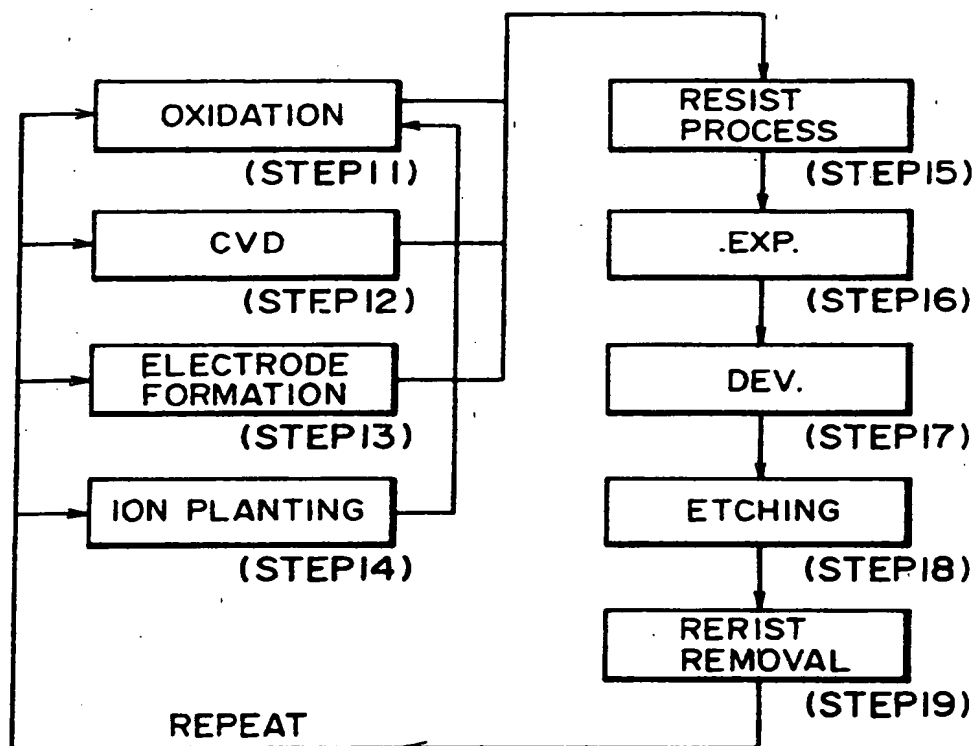 OXIDATION
(STEP11)
CVD
(STEP12)
ELECTRODE
FORMATION
(STEP13)
ION PLANTING
(STEP14)
RESIST
PROCESS
(STEP15)
.EXP.
(STEP16)
DEV.
(STEP17)
ETCHING
(STEP18)
RERIST
REMOVAL
(STEP19)
REPEAT